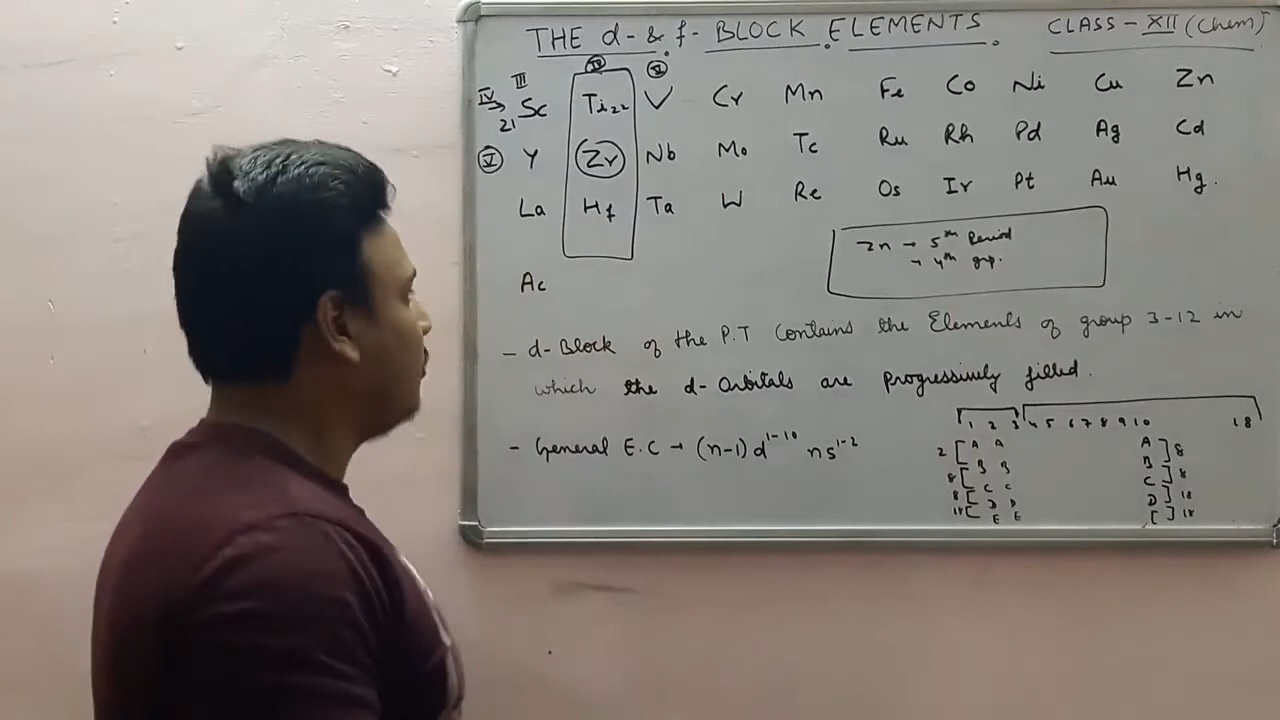 THE d- & f- BLOCK ELEMENTS. CLASS - XII (Chem)
III IV V
IV → 21 Sc Ti22 V Cr Mn Fe Co Ni Cu Zn
V Y Zr Nb Mo Tc Ru Rh Pd Ag Cd
La Hf Ta W Re Os Ir Pt Au Hg.
Zn → 5th Period
→ 4th grp.
Ac
- d-Block of the P.T Contains the Elements of group 3-12 in
which the d-Orbitals are progressively filled.
1 2 3 4 5 6 7 8 9 10 18
- General E.C → (n-1)d1-10 ns1-2
2 [ A A A ] 8
8 [ B B B
C C C ] 8
8 [ D D D ] 18
18 [ E E [ ] 18